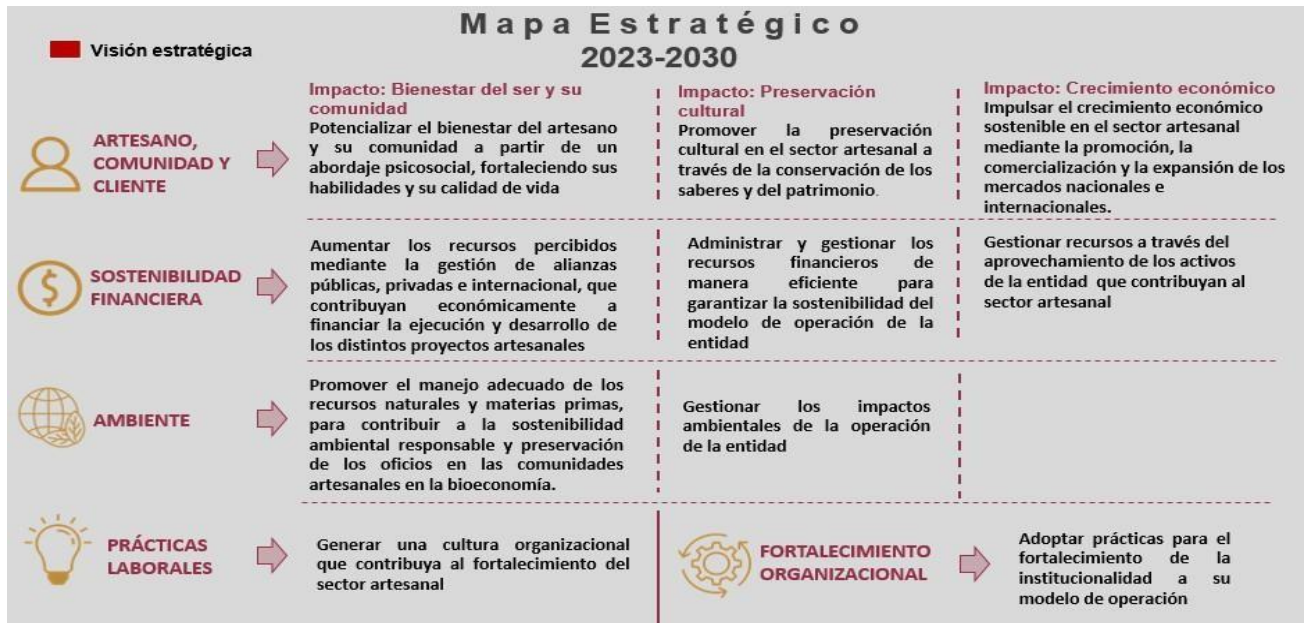 Mapa Estratégico
2023-2030
Visión estratégica
ARTESANO,
COMUNIDAD Y
CLIENTE
Impacto: Bienestar del ser y su
comunidad
Potencializar el bienestar del artesano
y su comunidad a partir de un
abordaje psicosocial, fortaleciendo sus
habilidades y su calidad de vida
Impacto: Preservación
cultural
Promover la preservación
cultural en el sector artesanal a
través de la conservación de los
saberes y del patrimonio.
Impacto: Crecimiento económico
Impulsar el crecimiento económico
sostenible en el sector artesanal
mediante la promoción, la
comercialización y la expansión de los
mercados nacionales e
internacionales.
SOSTENIBILIDAD
FINANCIERA
Aumentar los recursos percibidos
mediante la gestión de alianzas
públicas, privadas e internacional, que
contribuyan económicamente a
financiar la ejecución y desarrollo de
los distintos proyectos artesanales
Administrar y gestionar los
recursos financieros de
manera eficiente para
garantizar la sostenibilidad del
modelo de operación de la
entidad
Gestionar recursos a través del
aprovechamiento de los activos
de la entidad que contribuyan al
sector artesanal
AMBIENTE
Promover el manejo adecuado de los
recursos naturales y materias primas,
para contribuir a la sostenibilidad
ambiental responsable y preservación
de los oficios en las comunidades
artesanales en la bioeconomía.
Gestionar los impactos
ambientales de la operación
de la entidad
PRÁCTICAS
LABORALES
Generar una cultura organizacional
que contribuya al fortalecimiento del
sector artesanal
FORTALECIMIENTO
ORGANIZACIONAL
Adoptar prácticas para el
fortalecimiento de la
institucionalidad a su
modelo de operación